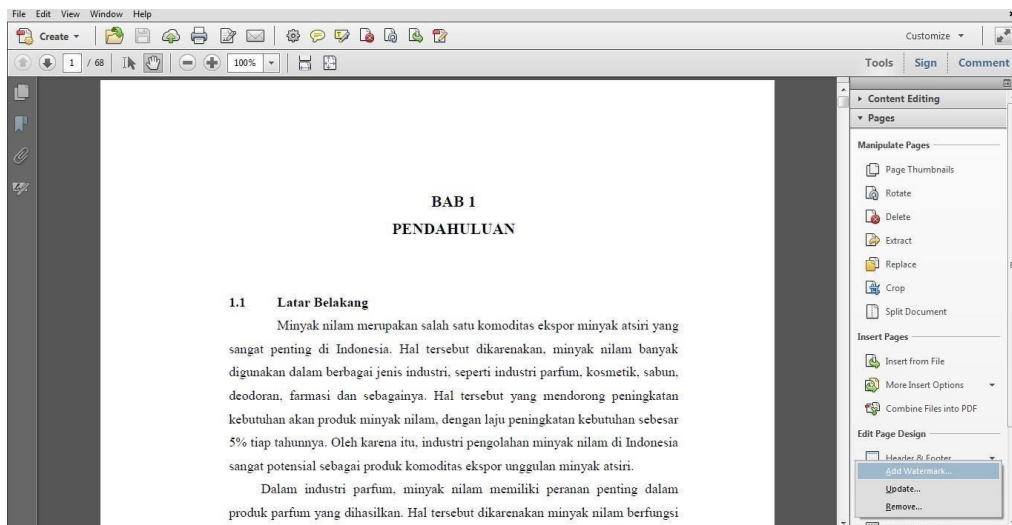 File Edit View Window Help
Create
Customize
1 / 68
100%
Tools Sign Comment
Content Editing
Pages
Manipulate Pages
Page Thumbnails
Rotate
Delete
Extract
Replace
Crop
Split Document
Insert Pages
Insert from File
More Insert Options
Combine Files into PDF
Edit Page Design
Header & Footer
Add Watermark...
Update...
Remove...
BAB 1
PENDAHULUAN
1.1 Latar Belakang
Minyak nilam merupakan salah satu komoditas ekspor minyak atsiri yang
sangat penting di Indonesia. Hal tersebut dikarenakan, minyak nilam banyak
digunakan dalam berbagai jenis industri, seperti industri parfum, kosmetik, sabun,
deodoran, farmasi dan sebagainya. Hal tersebut yang mendorong peningkatan
kebutuhan akan produk minyak nilam, dengan laju peningkatan kebutuhan sebesar
5% tiap tahunnya. Oleh karena itu, industri pengolahan minyak nilam di Indonesia
sangat potensial sebagai produk komoditas ekspor unggulan minyak atsiri.
Dalam industri parfum, minyak nilam memiliki peranan penting dalam
produk parfum yang dihasilkan. Hal tersebut dikarenakan minyak nilam berfungsi